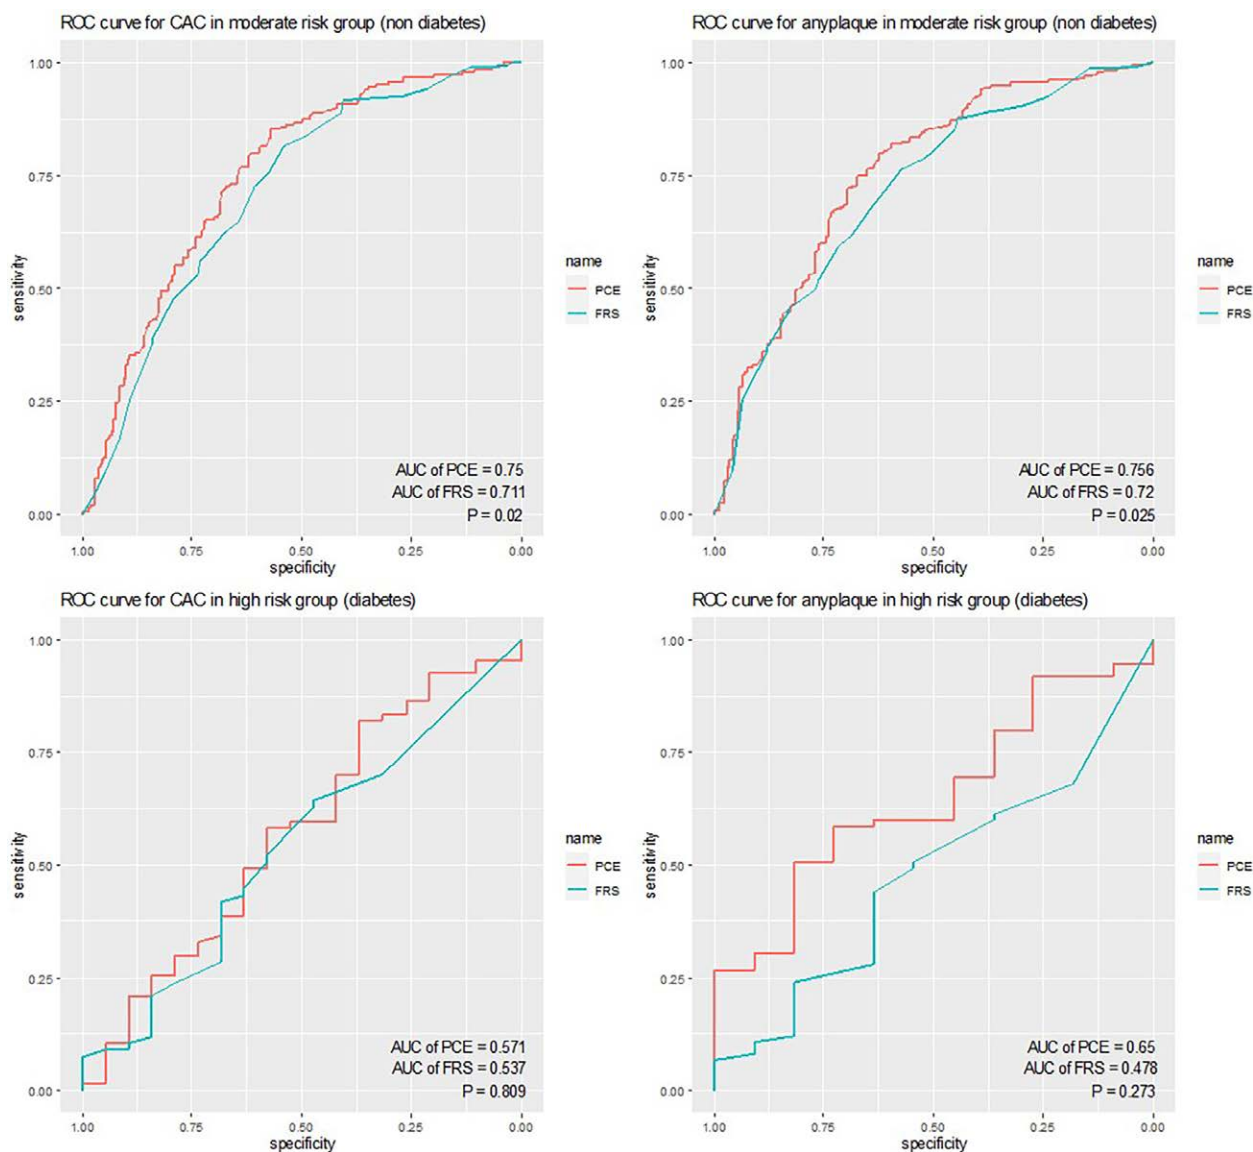 ROC curve for CAC in moderate risk group (non diabetes)
1.00
0.75
0.50
0.25
0.00
sensitivity
1.00 0.75 0.50 0.25 0.00
specificity
AUC of PCE = 0.75
AUC of FRS = 0.711
P = 0.02
name
PCE
FRS
ROC curve for anyplaque in moderate risk group (non diabetes)
1.00
0.75
0.50
0.25
0.00
sensitivity
1.00 0.75 0.50 0.25 0.00
specificity
AUC of PCE = 0.756
AUC of FRS = 0.72
P = 0.025
name
PCE
FRS
ROC curve for CAC in high risk group (diabetes)
1.00
0.75
0.50
0.25
0.00
sensitivity
1.00 0.75 0.50 0.25 0.00
specificity
AUC of PCE = 0.571
AUC of FRS = 0.537
P = 0.809
name
PCE
FRS
ROC curve for anyplaque in high risk group (diabetes)
1.00
0.75
0.50
0.25
0.00
sensitivity
1.00 0.75 0.50 0.25 0.00
specificity
AUC of PCE = 0.65
AUC of FRS = 0.478
P = 0.273
name
PCE
FRS